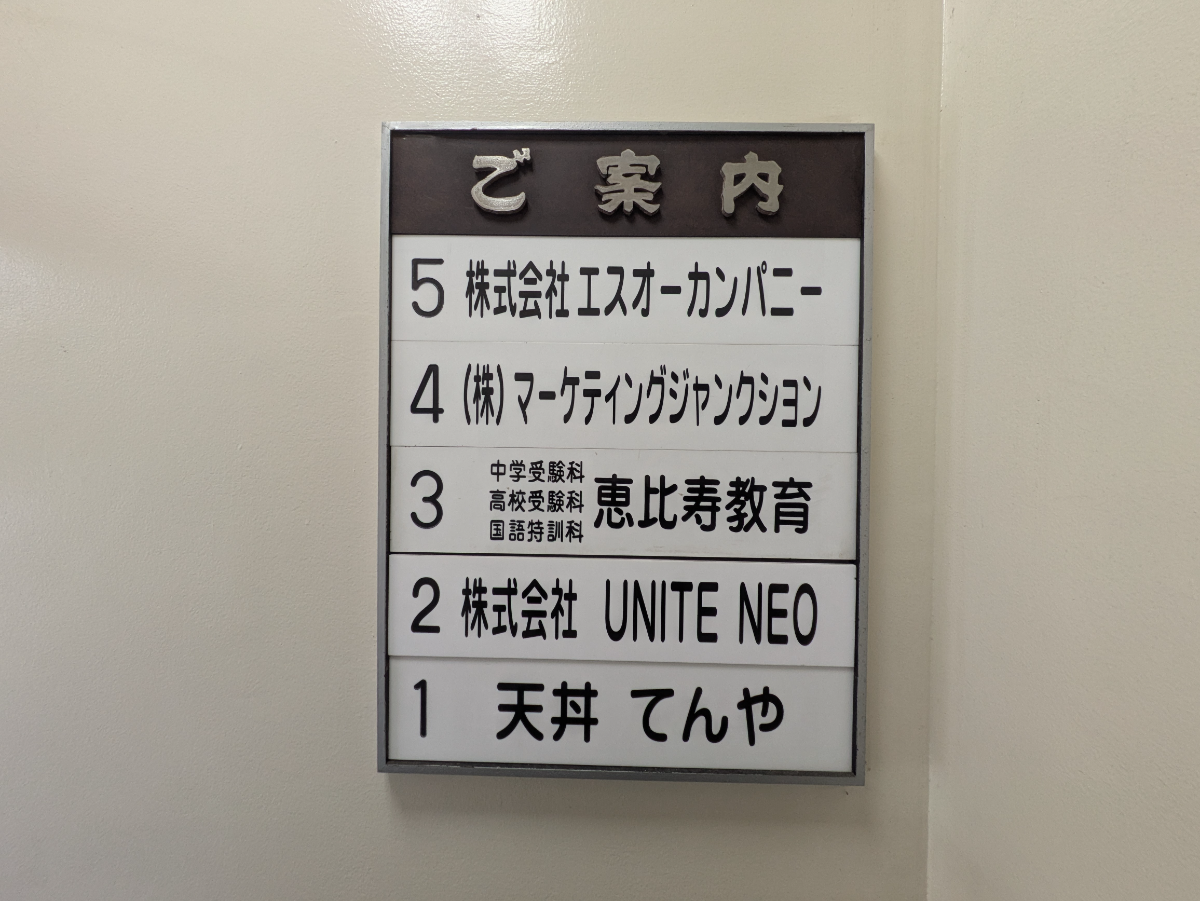 ご案内
5 株式会社エスオーカンパニー
4 (株)マーケティングジャンクション
3 中学受験科
高校受験科
国語特訓科
恵比寿教育
2 株式会社 UNITE NEO
1 天丼 てんや